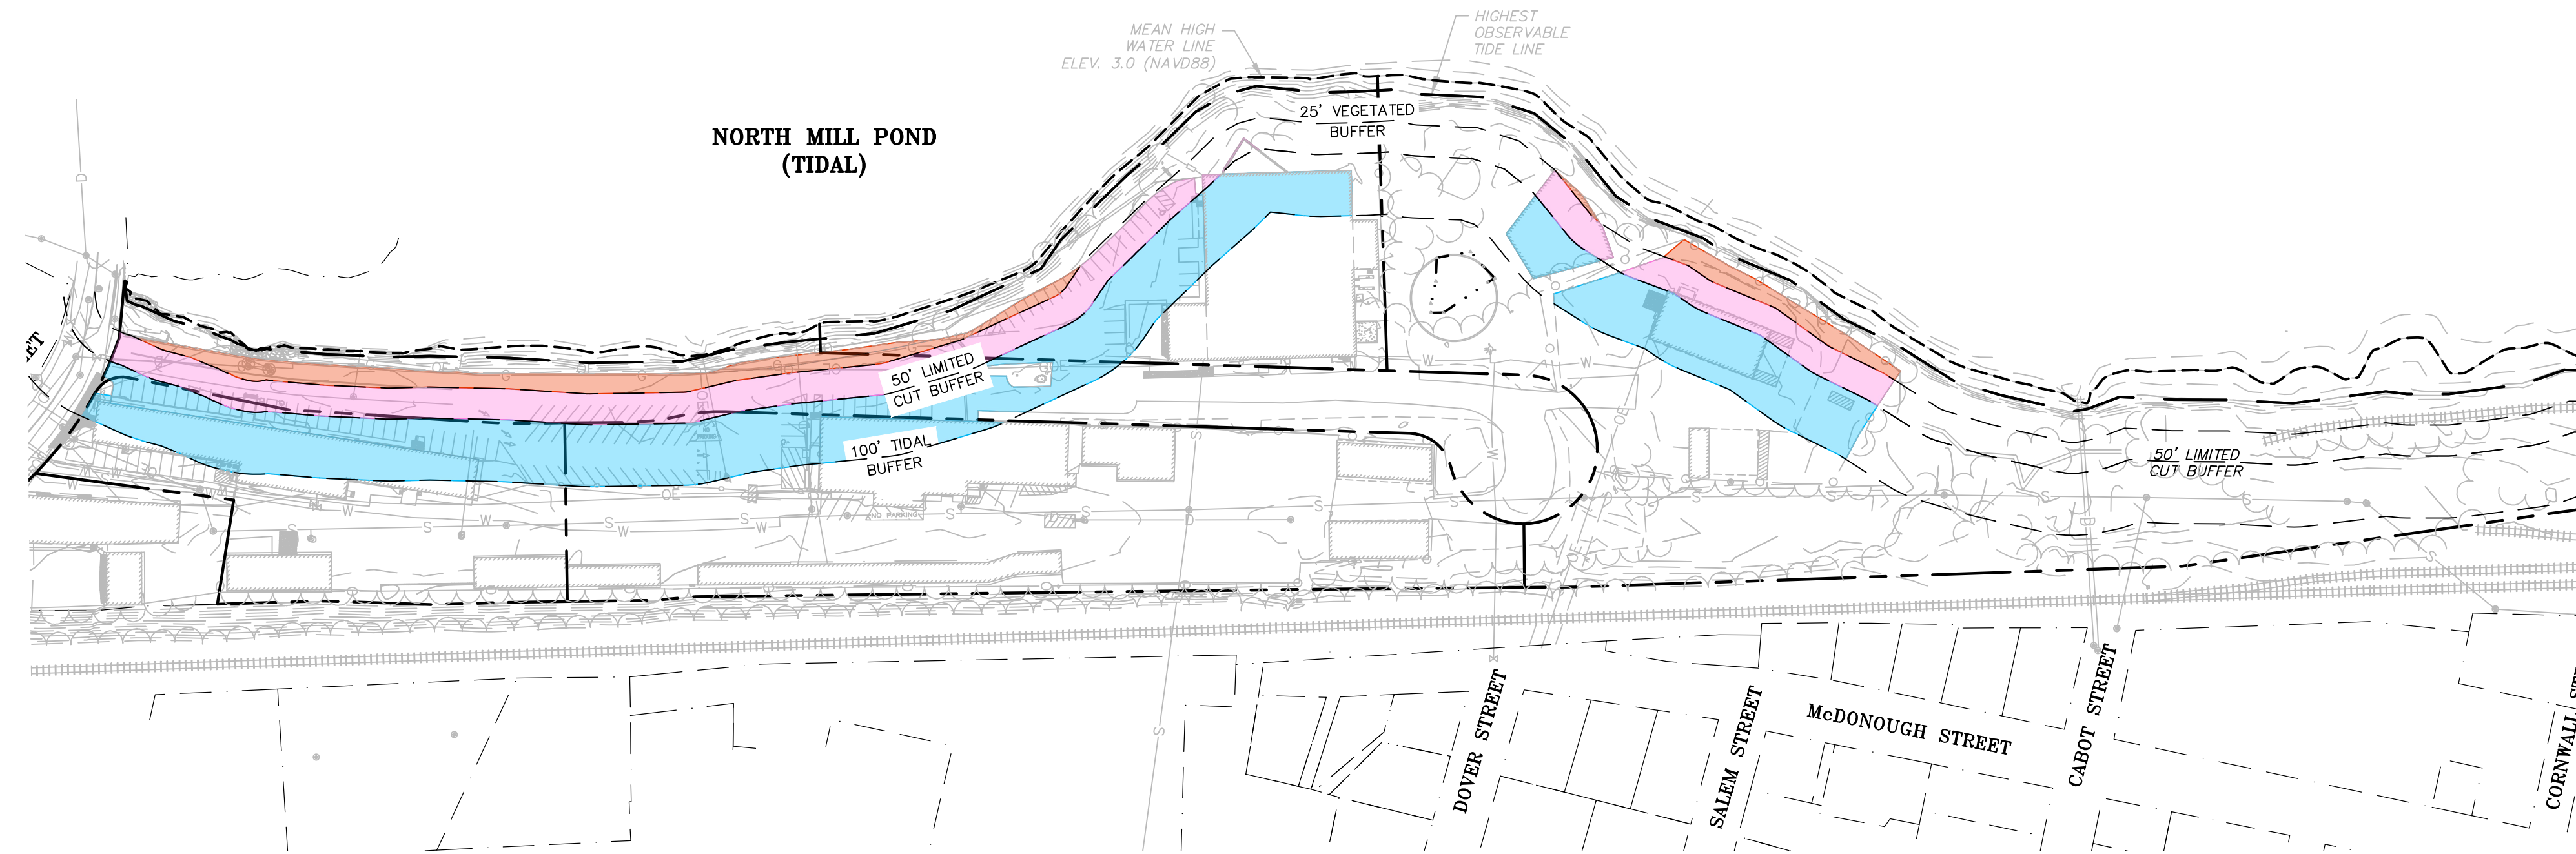 MEAN HIGH
WATER LINE
ELEV. 3.0 (NAVD88)
HIGHEST
OBSERVABLE
TIDE LINE
25' VEGETATED
BUFFER
NORTH MILL POND
(TIDAL)
50' LIMITED
CUT BUFFER
100' TIDAL
BUFFER
50' LIMITED
CUT BUFFER
NO PARKING
DOVER STREET
SALEM STREET
McDONOUGH STREET
CABOT STREET
CORNWALL